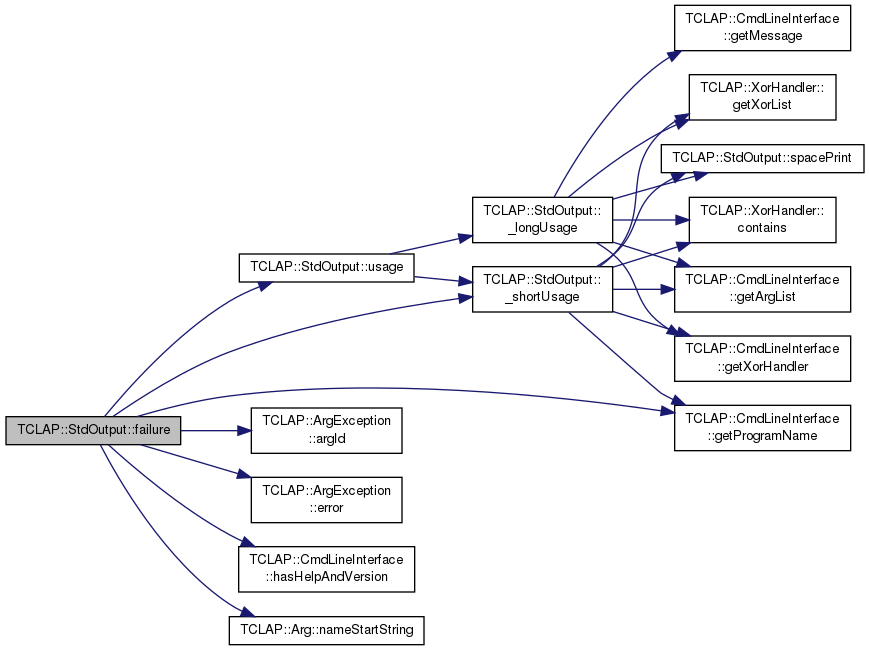 TCLAP::CmdLineInterface
::getMessage
TCLAP::XorHandler::
getXorList
TCLAP::StdOutput::spacePrint
TCLAP::StdOutput::
_longUsage
TCLAP::XorHandler::
contains
TCLAP::StdOutput::usage
TCLAP::StdOutput::
_shortUsage
TCLAP::CmdLineInterface
::getArgList
TCLAP::CmdLineInterface
::getXorHandler
TCLAP::StdOutput::failure
TCLAP::ArgException
::argId
TCLAP::CmdLineInterface
::getProgramName
TCLAP::ArgException
::error
TCLAP::CmdLineInterface
::hasHelpAndVersion
TCLAP::Arg::nameStartString